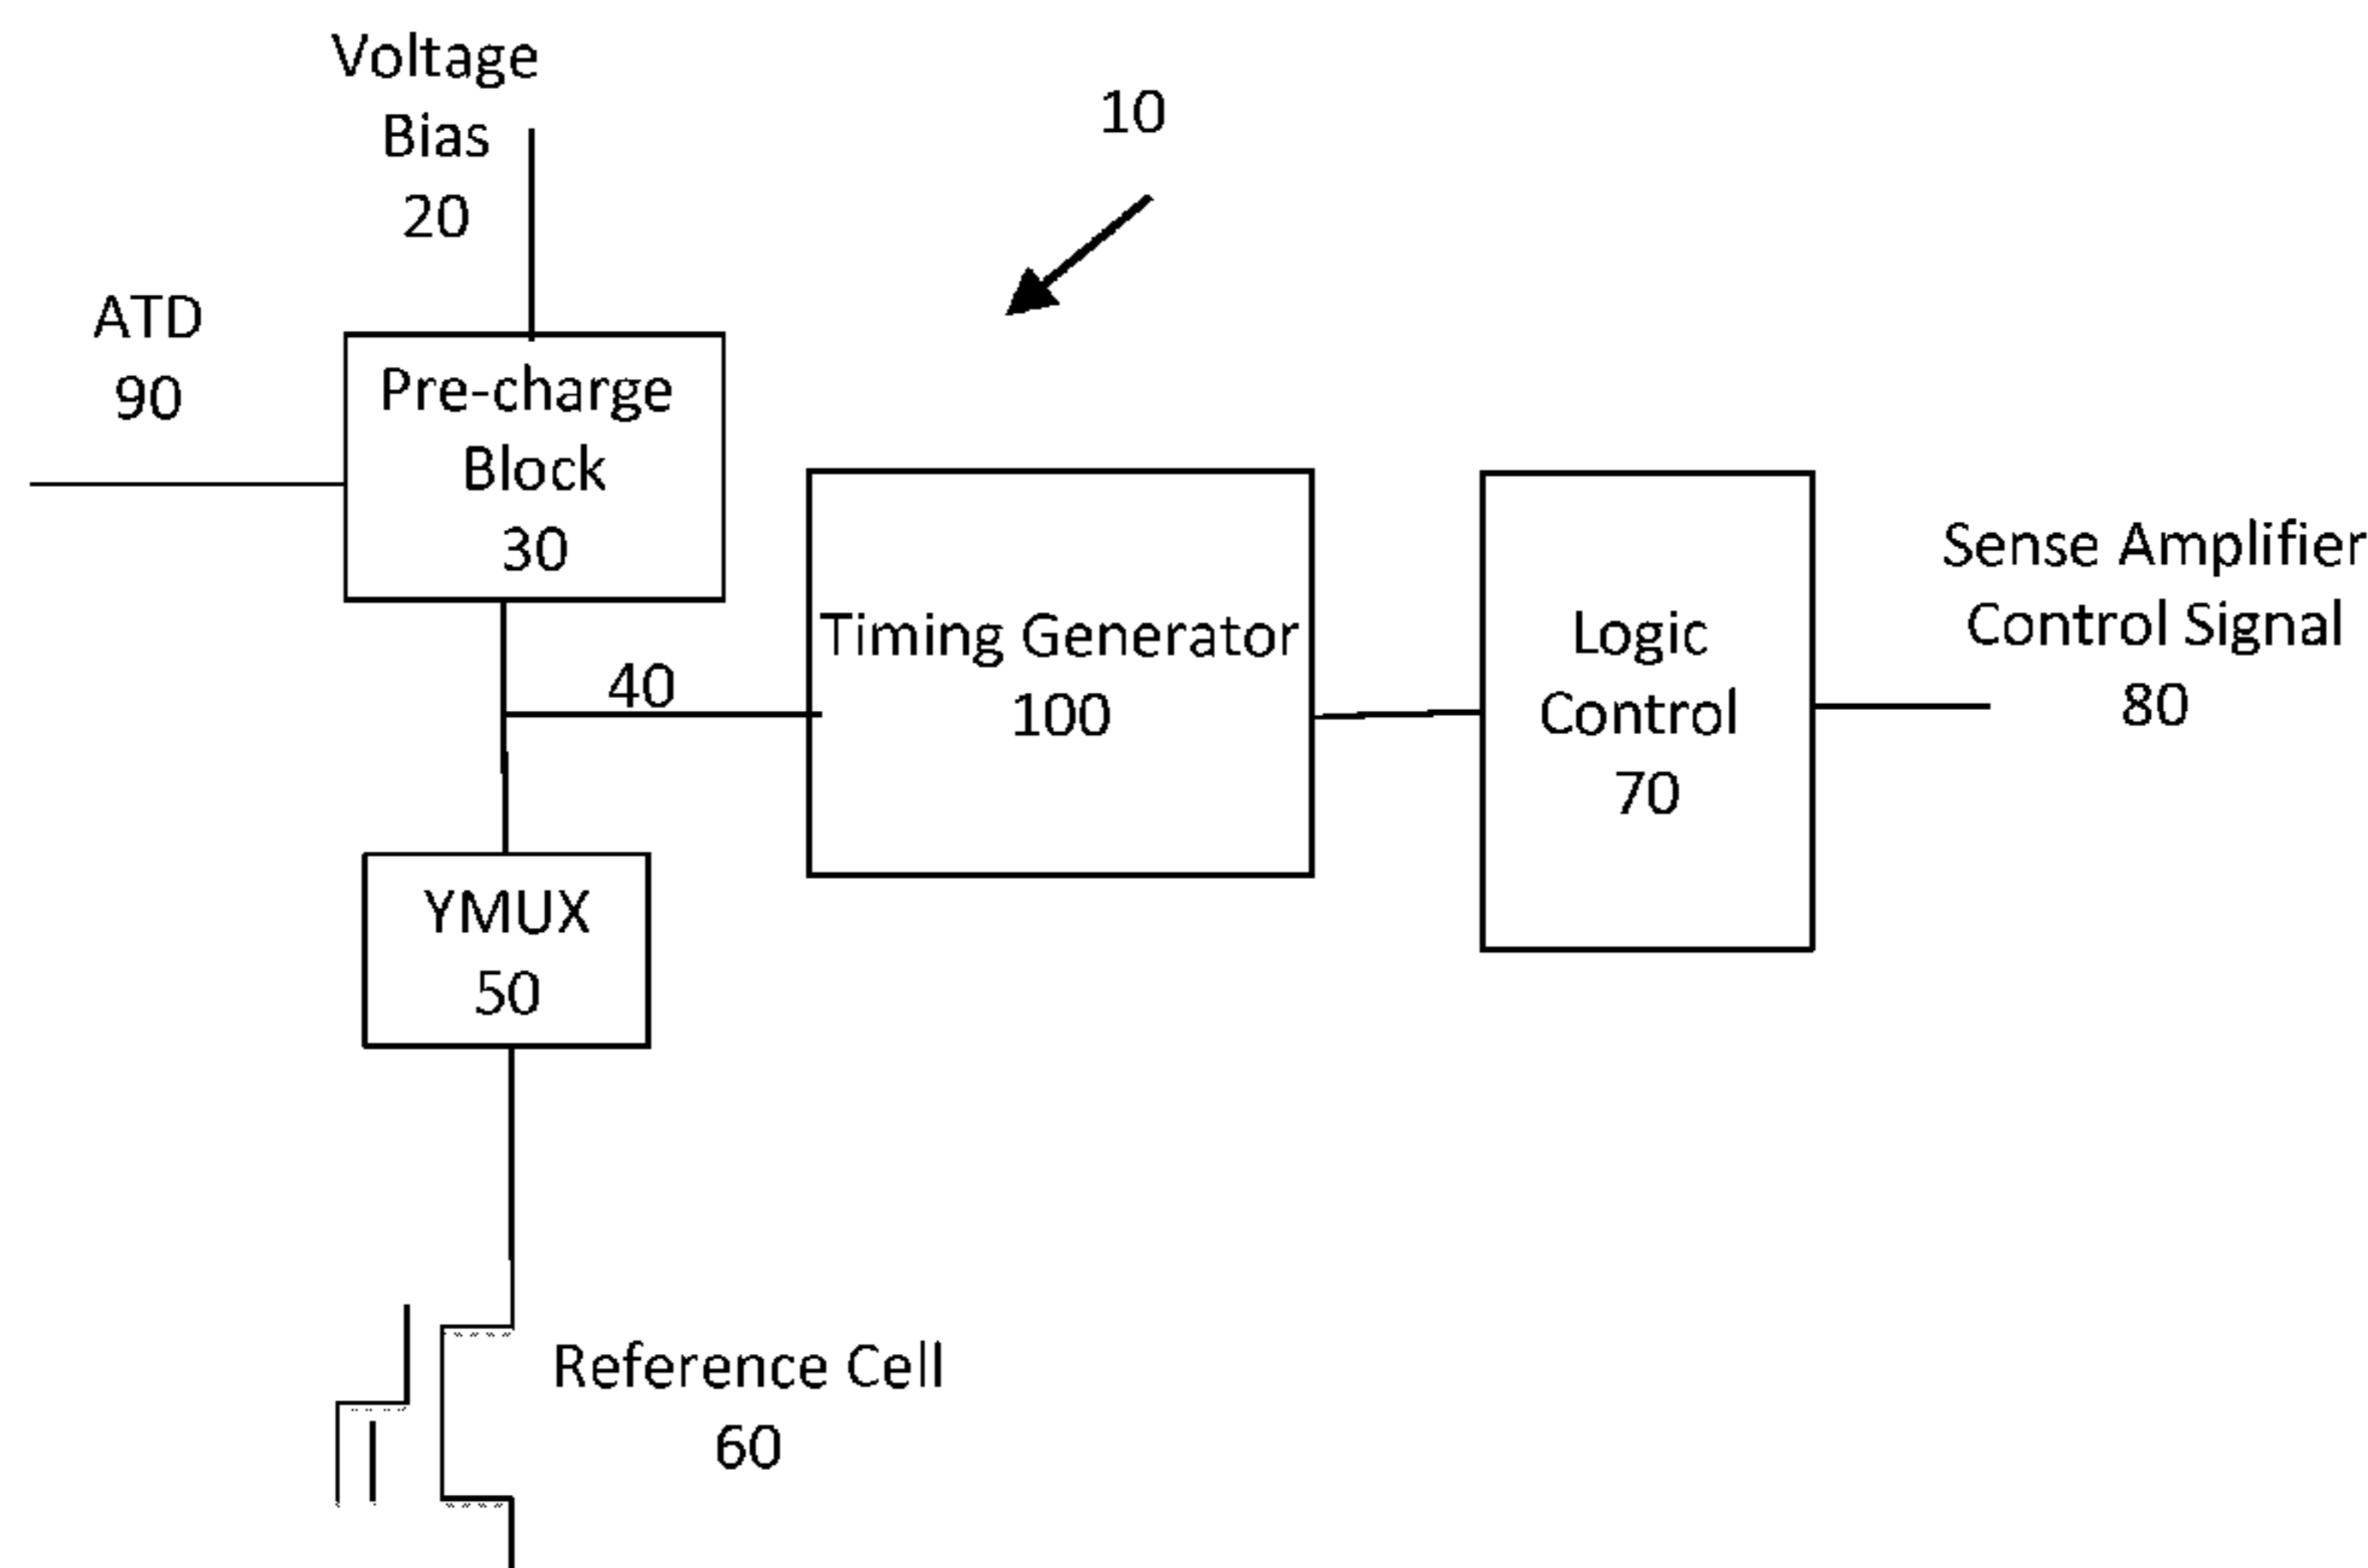 Voltage
Bias
20
10
ATD
90
Pre-charge
Block
30
40
Timing Generator
100
Logic
Control
70
Sense Amplifier
Control Signal
80
YMUX
50
Reference Cell
60